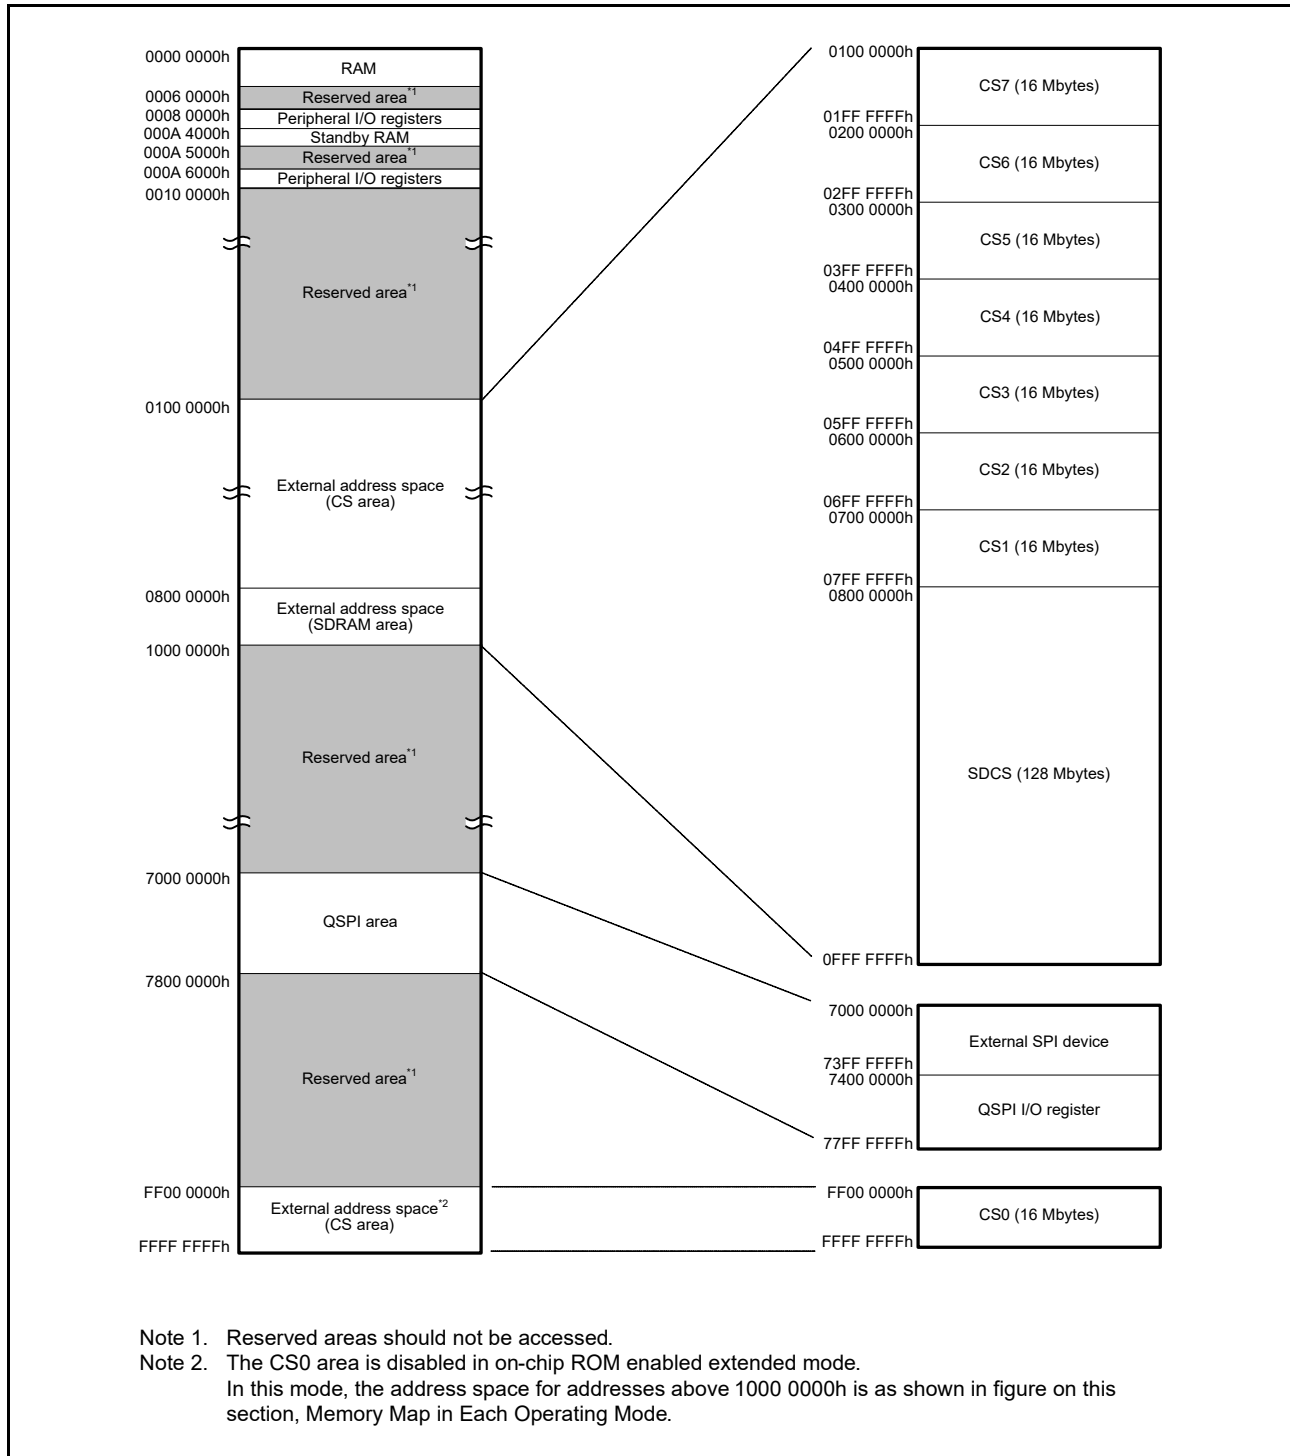 0000 0000h
RAM
0006 0000h
Reserved area*1
0008 0000h
Peripheral I/O registers
000A 4000h
Standby RAM
000A 5000h
Reserved area*1
000A 6000h
Peripheral I/O registers
0010 0000h
Reserved area*1
0100 0000h
External address space
(CS area)
0800 0000h
External address space
(SDRAM area)
1000 0000h
Reserved area*1
7000 0000h
QSPI area
7800 0000h
Reserved area*1
FF00 0000h
External address space*2
(CS area)
FFFF FFFFh
0100 0000h
CS7 (16 Mbytes)
01FF FFFFh
0200 0000h
CS6 (16 Mbytes)
02FF FFFFh
0300 0000h
CS5 (16 Mbytes)
03FF FFFFh
0400 0000h
CS4 (16 Mbytes)
04FF FFFFh
0500 0000h
CS3 (16 Mbytes)
05FF FFFFh
0600 0000h
CS2 (16 Mbytes)
06FF FFFFh
0700 0000h
CS1 (16 Mbytes)
07FF FFFFh
0800 0000h
SDCS (128 Mbytes)
0FFF FFFFh
7000 0000h
External SPI device
73FF FFFFh
7400 0000h
QSPI I/O register
77FF FFFFh
FF00 0000h
CS0 (16 Mbytes)
FFFF FFFFh
Note 1. Reserved areas should not be accessed.
Note 2. The CS0 area is disabled in on-chip ROM enabled extended mode.
In this mode, the address space for addresses above 1000 0000h is as shown in figure on this
section, Memory Map in Each Operating Mode.